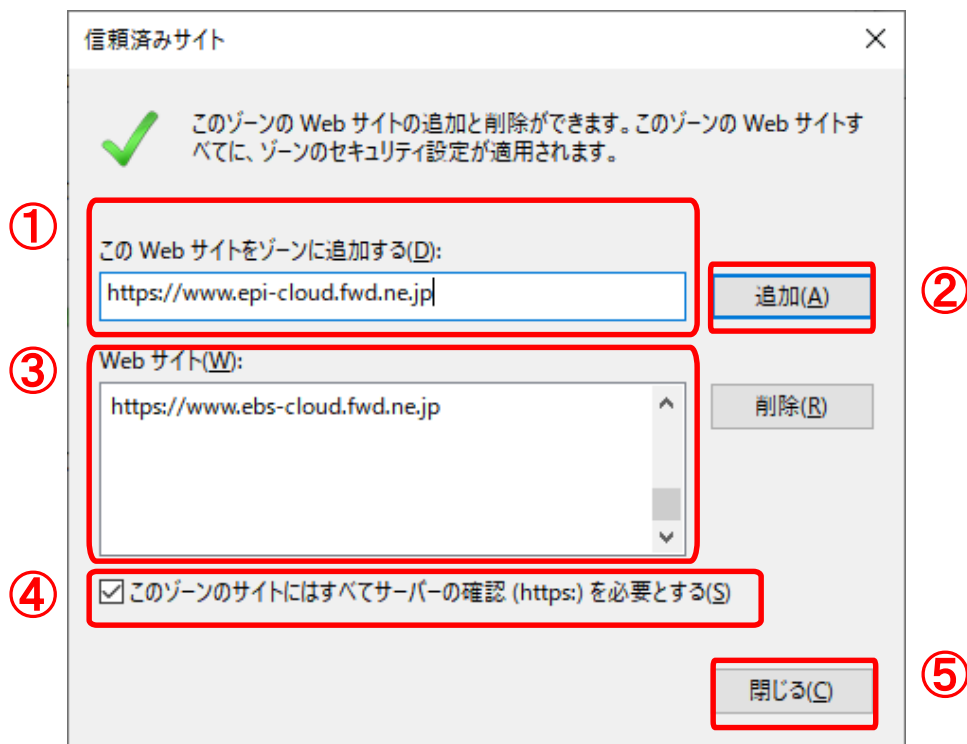 信頼済みサイト
このゾーンの Web サイトの追加と削除ができます。このゾーンの Web サイトす
べてに、ゾーンのセキュリティ設定が適用されます。
①
この Web サイトをゾーンに追加する(D):
https://www.epi-cloud.fwd.ne.jp
追加(A)
②
③
Web サイト(W):
https://www.ebs-cloud.fwd.ne.jp
削除(R)
④
このゾーンのサイトにはすべてサーバーの確認 (https:) を必要とする(S)
閉じる(C)
⑤